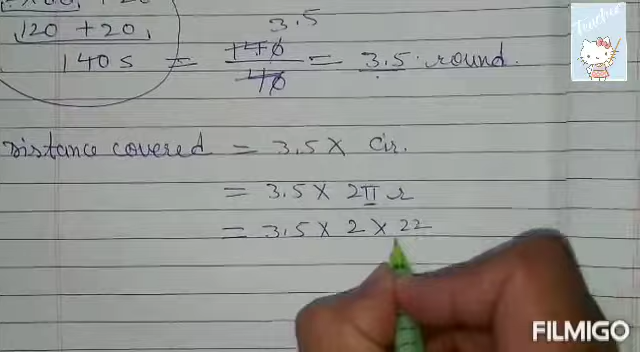 3.5
120 + 20
140 s = 140/40 = 3.5 round.
Distance covered = 3.5 × Cir.
= 3.5 × 2π r
= 3.5 × 2 × 22
Teacher
FILMIGO